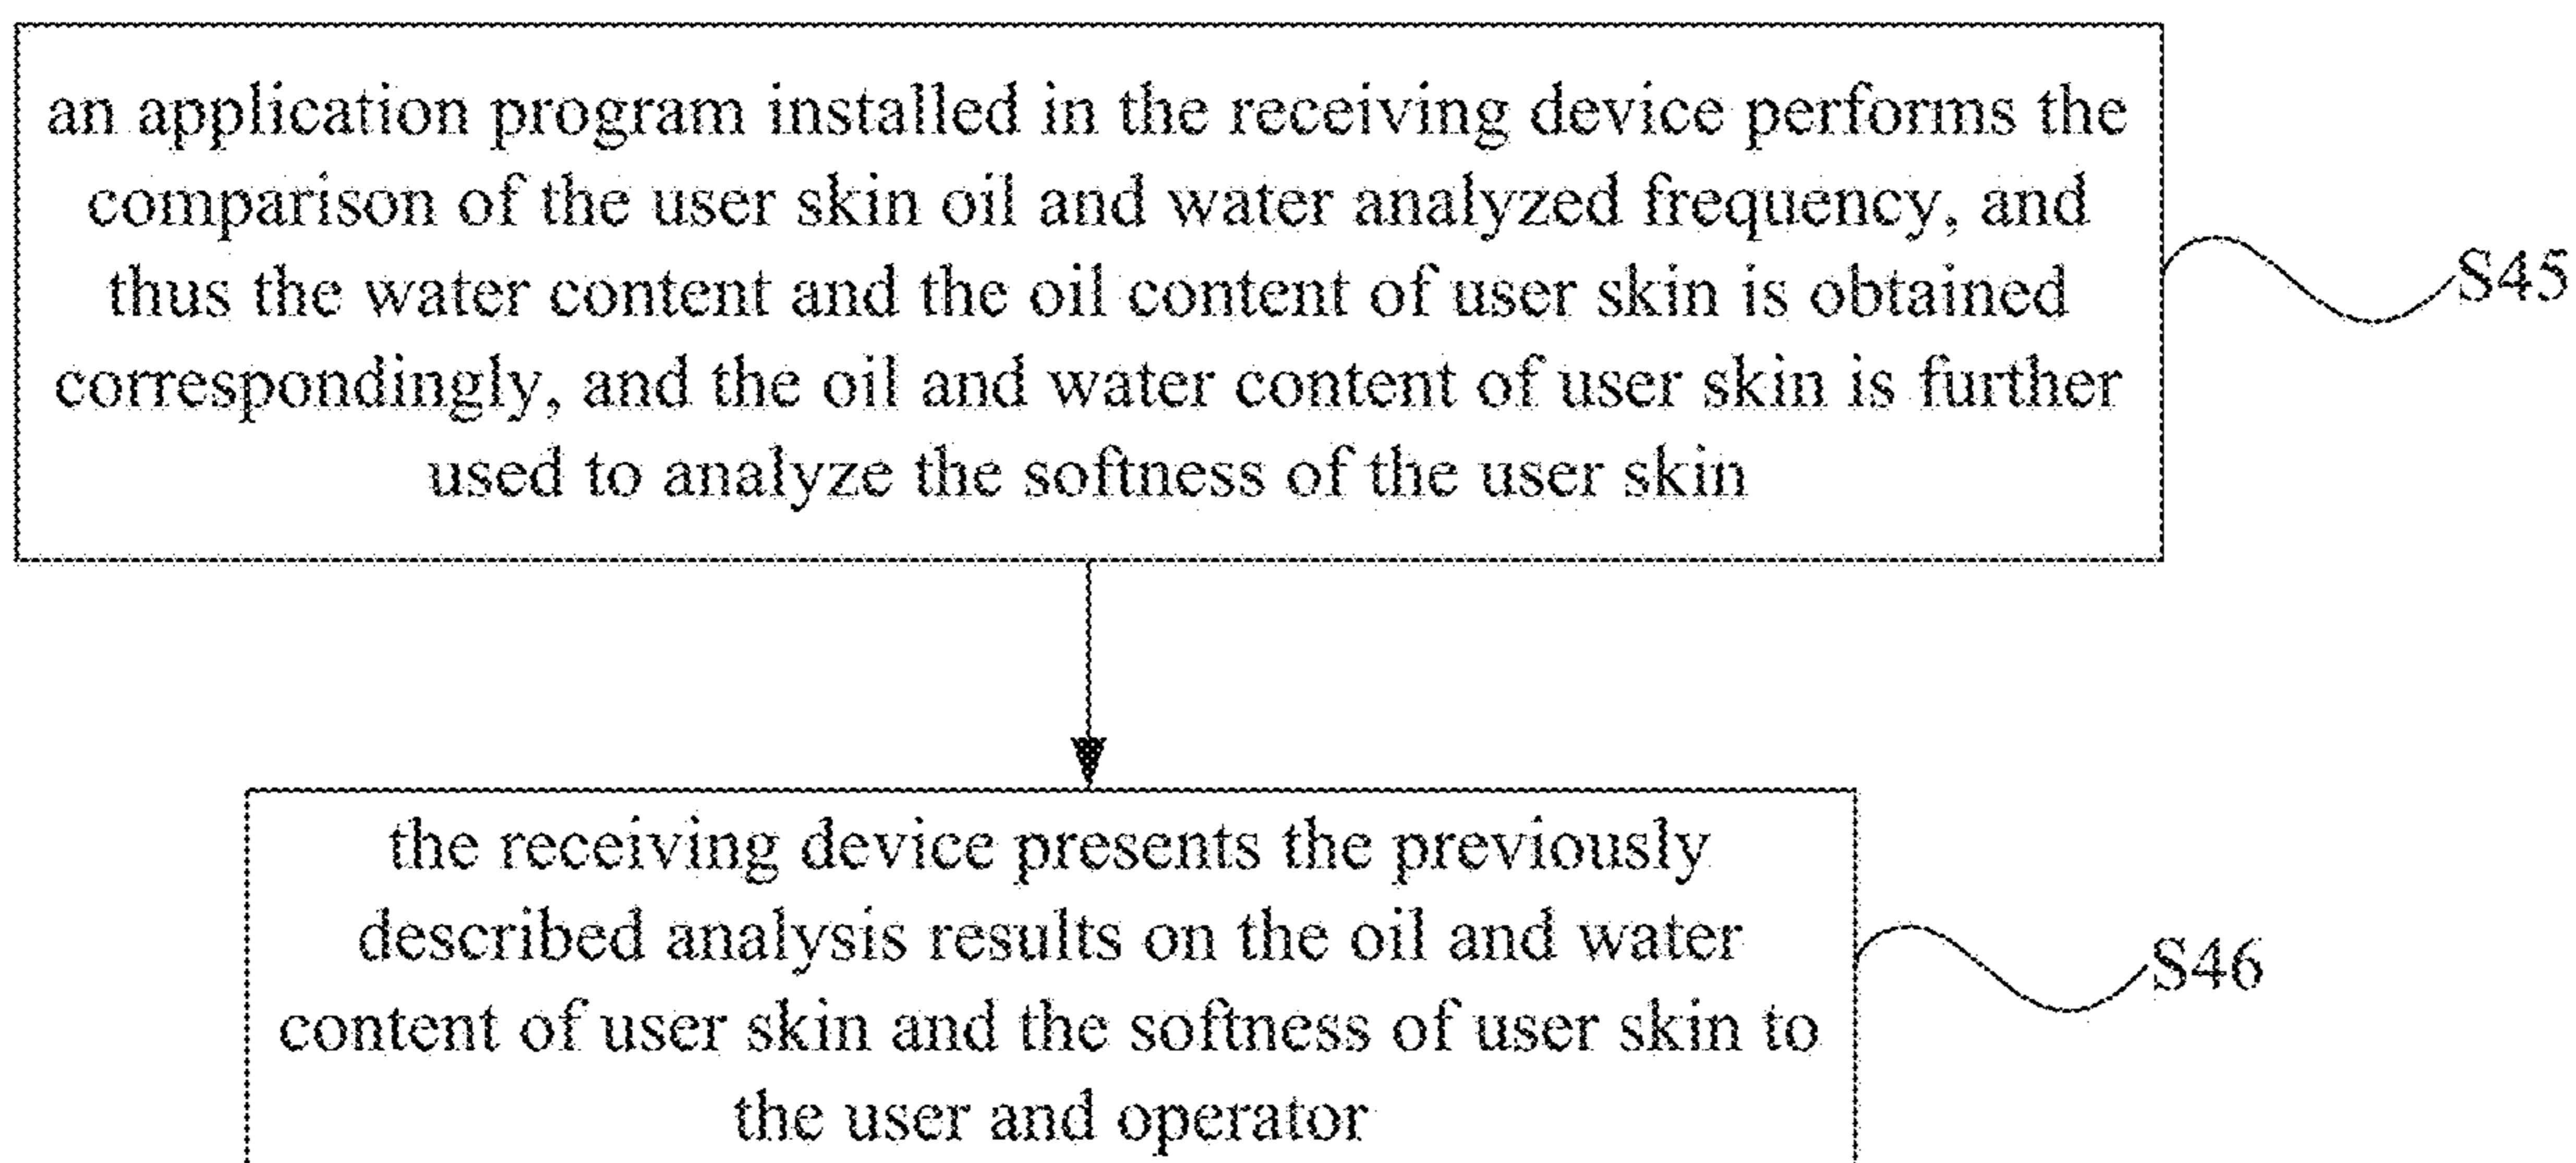 an application program installed in the receiving device performs the
comparison of the user skin oil and water analyzed frequency, and
thus the water content and the oil content of user skin is obtained
correspondingly, and the oil and water content of user skin is further
used to analyze the softness of the user skin
S45
the receiving device presents the previously
described analysis results on the oil and water
content of user skin and the softness of user skin to
the user and operator
S46